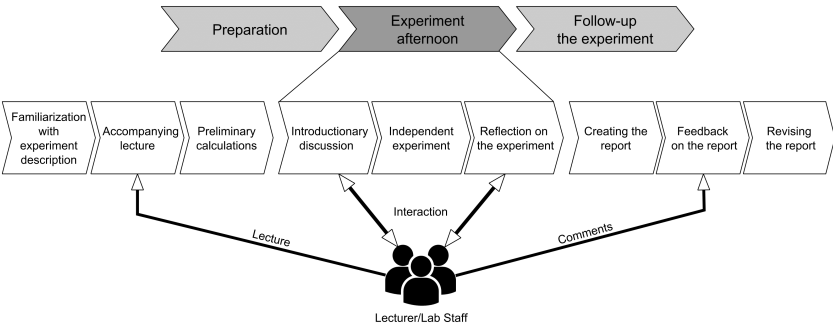 Preparation
Experiment
afternoon
Follow-up
the experiment
Familiarization
with
experiment
description
Accompanying
lecture
Preliminary
calculations
Introductionary
discussion
Independent
experiment
Reflection on
the experiment
Creating the
report
Feedback
on the report
Revising
the report
Interaction
Lecture
Comments
Lecturer/Lab Staff